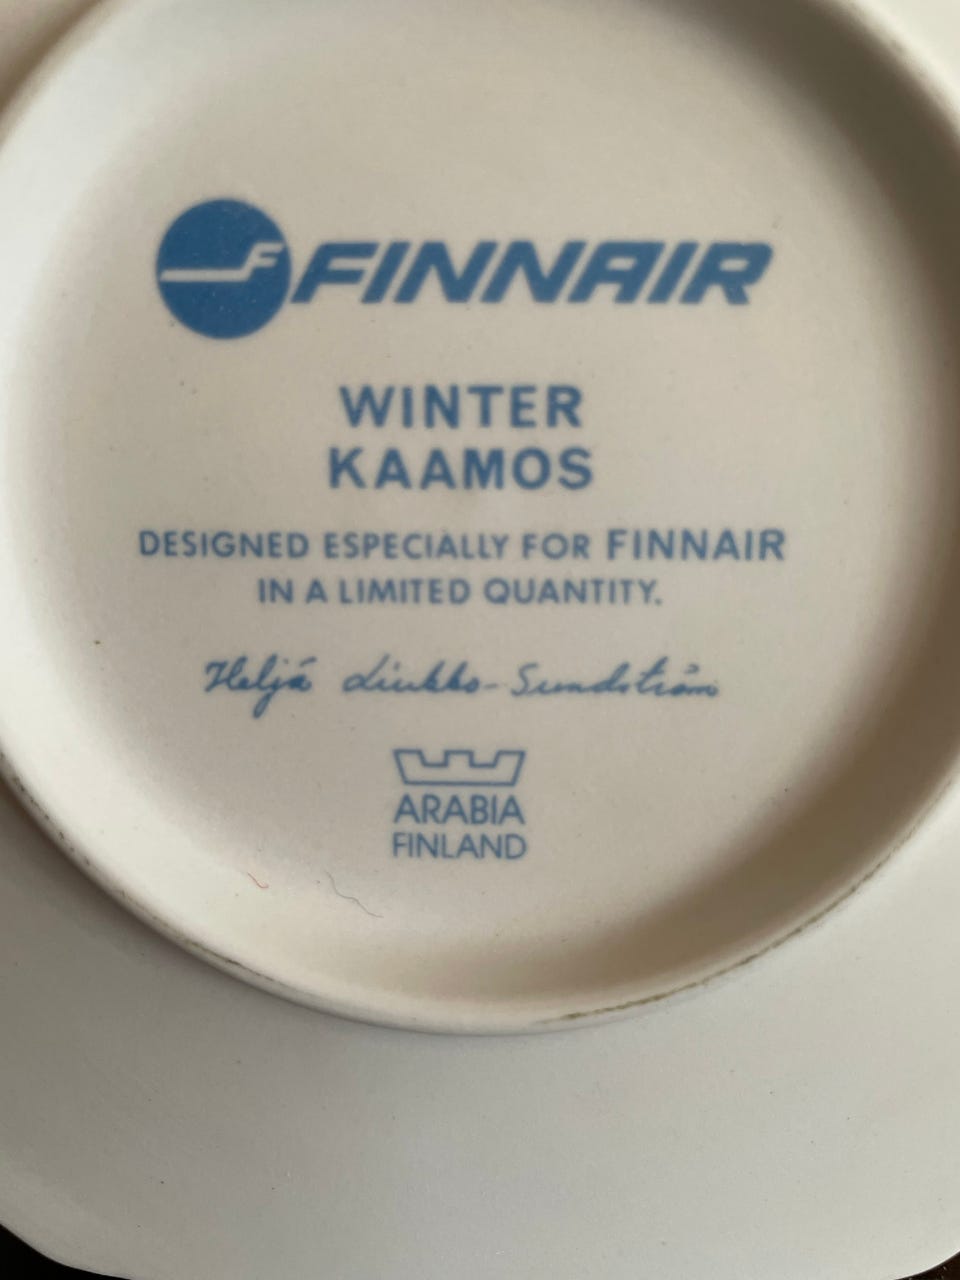 F FINNAIR
WINTER
KAAMOS
DESIGNED ESPECIALLY FOR FINNAIR
IN A LIMITED QUANTITY.
Heljä Liukko-Sundström
ARABIA
FINLAND